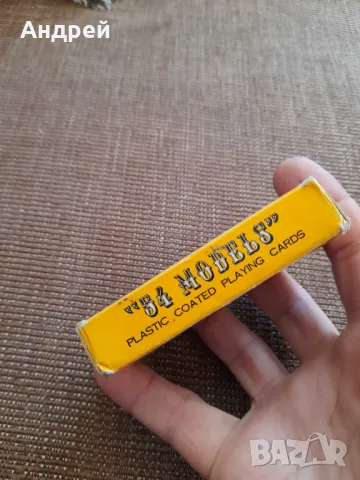 Андрей
"54 MODELS"
PLASTIC COATED PLAYING CARDS
BAZAR